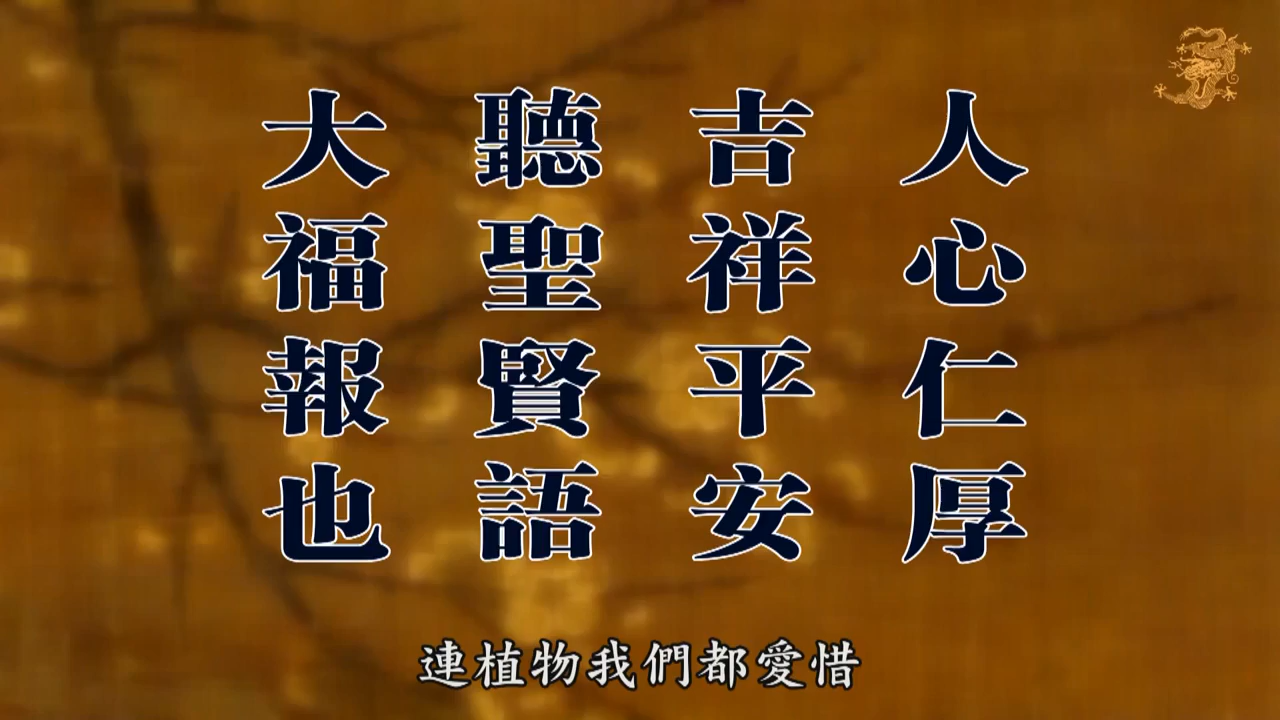 人心仁厚
吉祥平安
聽聖賢語
大福報也
連植物我們都愛惜